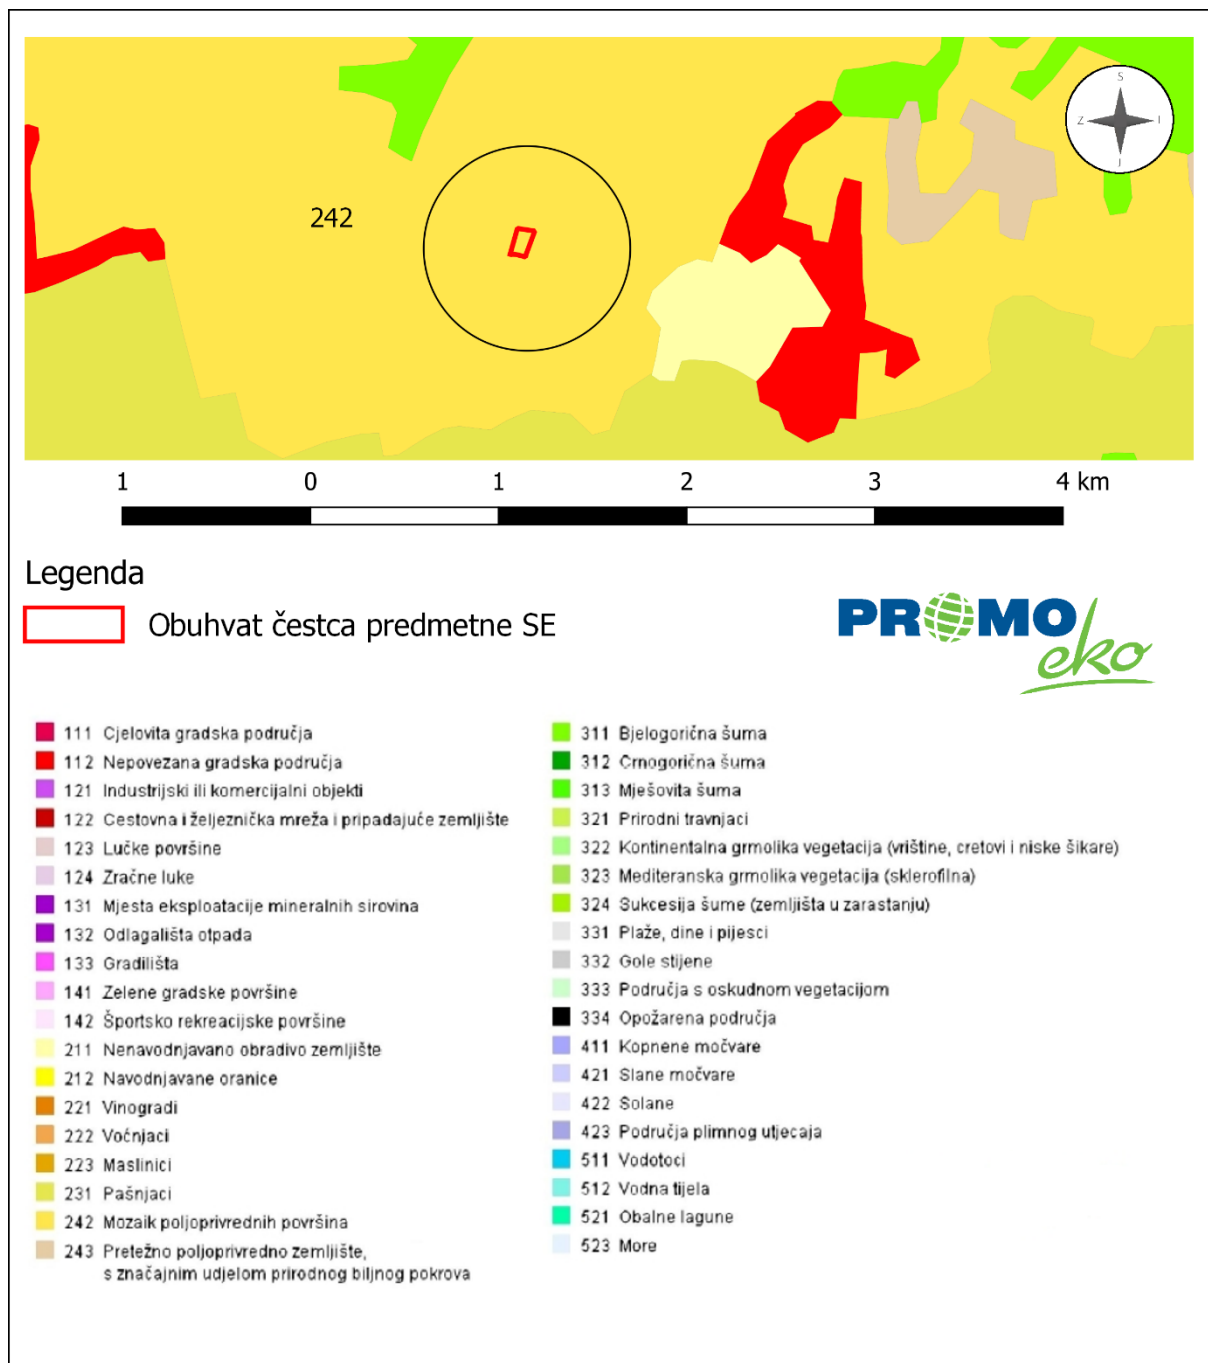 S
Z
I
J
242
1 0 1 2 3 4 km
Legenda
Obuhvat čestca predmetne SE
PROMO
eko
111 Cjelovita gradska područja
112 Nepovezana gradska područja
121 Industrijski ili komercijalni objekti
122 Cestovna i željeznička mreža i pripadajuće zemljište
123 Lučke površine
124 Zračne luke
131 Mjesta eksploatacije mineralnih sirovina
132 Odlagališta otpada
133 Gradilišta
141 Zelene gradske površine
142 Športsko rekreacijske površine
211 Nenavodnjavano obradivo zemljište
212 Navodnjavane oranice
221 Vinogradi
222 Voćnjaci
223 Maslinici
231 Pašnjaci
242 Mozaik poljoprivrednih površina
243 Pretežno poljoprivredno zemljište,
s značajnim udjelom prirodnog biljnog pokrova
311 Bjelogorična šuma
312 Crnogorična šuma
313 Mješovita šuma
321 Prirodni travnjaci
322 Kontinentalna grmolika vegetacija (vrištine, cretovi i niske šikare)
323 Mediteranska grmolika vegetacija (sklerofilna)
324 Sukcesija šume (zemljišta u zarastanju)
331 Plaže, dine i pijesci
332 Gole stijene
333 Područja s oskudnom vegetacijom
334 Opožarena područja
411 Kopnene močvare
421 Slane močvare
422 Solane
423 Područja plimnog utjecaja
511 Vodotoci
512 Vodna tijela
521 Obalne lagune
523 More